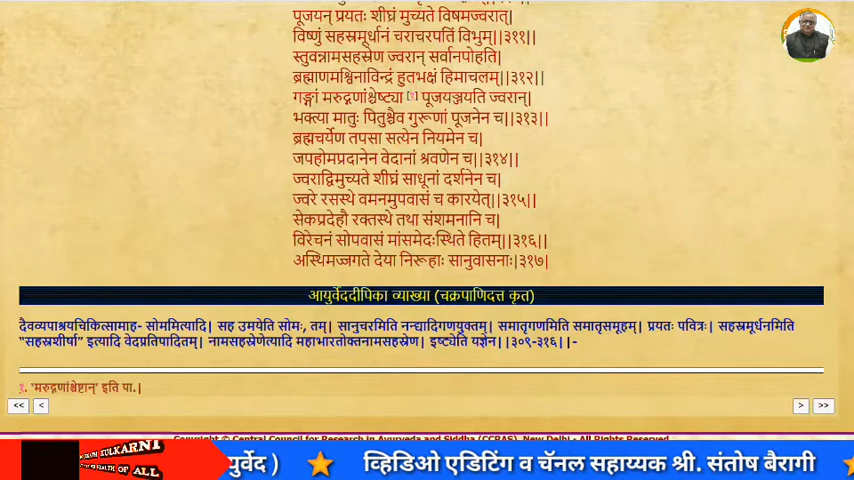 पूजयन् प्रयतः शीघ्रं मुच्यते विषमज्वरात्|
विष्णुं सहस्रमूर्धानं चराचरपतिं विभुम्||३११||
स्तुवन्नामसहस्रेण ज्वरान् सर्वानपोहति|
ब्रह्माणमश्विनाविन्द्रं हुतभक्षं हिमाचलम्||३१२||
गङ्गां मरुद्गणांश्चेष्ट्या [१] पूजयञ्जयति ज्वरान्|
भक्त्या मातुः पितुश्चैव गुरूणां पूजनेन च||३१३||
ब्रह्मचर्येण तपसा सत्येन नियमेन च|
जपहोमप्रदानेन वेदानां श्रवणेन च||३१४||
ज्वराद्विमुच्यते शीघ्रं साधूनां दर्शनेन च|
ज्वरे रसस्थे वमनमुपवासं च कारयेत्||३१५||
सेकप्रदेहौ रक्तस्थे तथा संशमनानि च|
विरेचनं सोपवासं मांसमेदःस्थिते हितम्||३१६||
अस्थिमज्जगते देया निरूहाः सानुवासनाः|३१७|
आयुर्वेददीपिका व्याख्या (चक्रपाणिदत्त कृत)
दैवव्यपाश्रयचिकित्सामाह- सोममित्यादि| सह उमयेति सोमः, तम्| सानुचरमिति नन्द्यादिगणयुक्तम्| समातृगणमिति समातृसमूहम्| प्रयतः पवित्रः| सहस्रमूर्धनमिति
“सहस्रशीर्षा” इत्यादि वेदप्रतिपादितम्| नामसहस्रेणेत्यादि महाभारतोक्तनामसहस्रेण| इष्ट्येति यज्ञेन||३०९-३१६||-
१. ‘मरुद्गणांश्चेष्टान्’ इति पा.|
<< < > >>
Copyright © Central Council for Research in Ayurveda and Siddha (CCRAS), New Delhi - All Rights Reserved
KULKARNI
OF ALL
युर्वेद ) ⭐ व्हिडिओ एडिटिंग व चॅनल सहाय्यक श्री. संतोष बैरागी